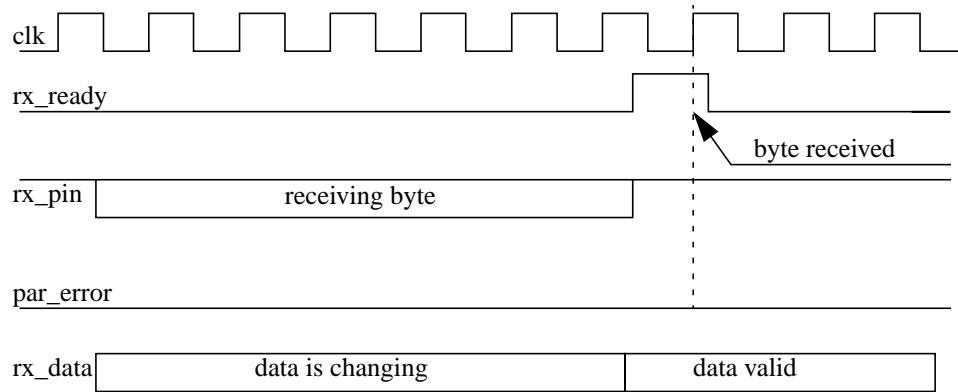 clk
rx_ready
byte received
rx_pin
receiving byte
par_error
rx_data
data is changing
data valid